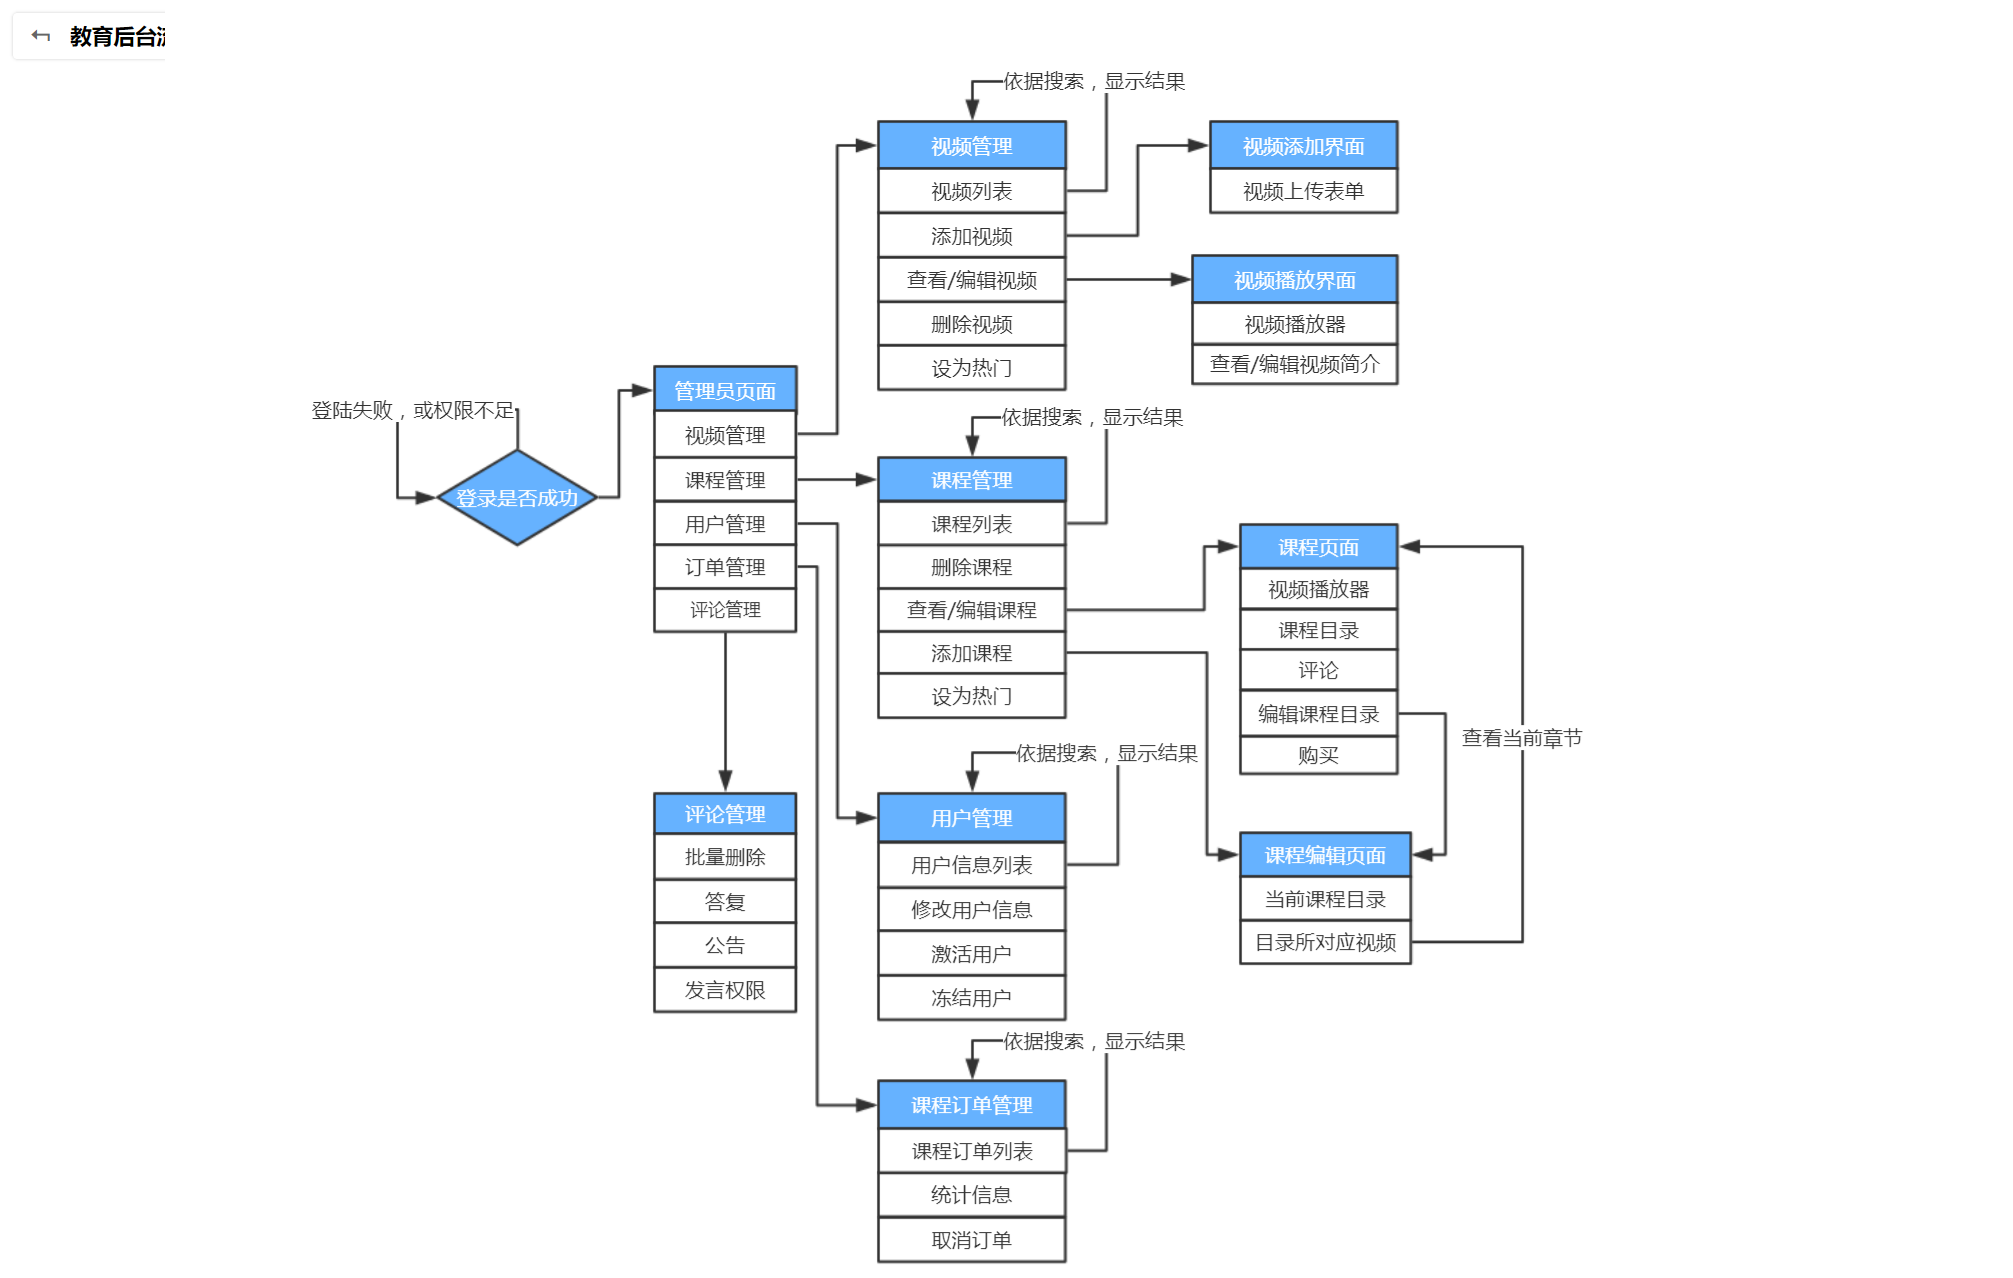 教育后台
登陆失败，或权限不足
登录是否成功
管理员页面
视频管理
课程管理
用户管理
订单管理
评论管理
评论管理
批量删除
答复
公告
发言权限
依据搜索，显示结果
视频管理
视频列表
添加视频
查看/编辑视频
删除视频
设为热门
视频添加界面
视频上传表单
视频播放界面
视频播放器
查看/编辑视频简介
依据搜索，显示结果
课程管理
课程列表
删除课程
查看/编辑课程
添加课程
设为热门
课程页面
视频播放器
课程目录
评论
编辑课程目录
购买
查看当前章节
课程编辑页面
当前课程目录
目录所对应视频
依据搜索，显示结果
用户管理
用户信息列表
修改用户信息
激活用户
冻结用户
依据搜索，显示结果
课程订单管理
课程订单列表
统计信息
取消订单